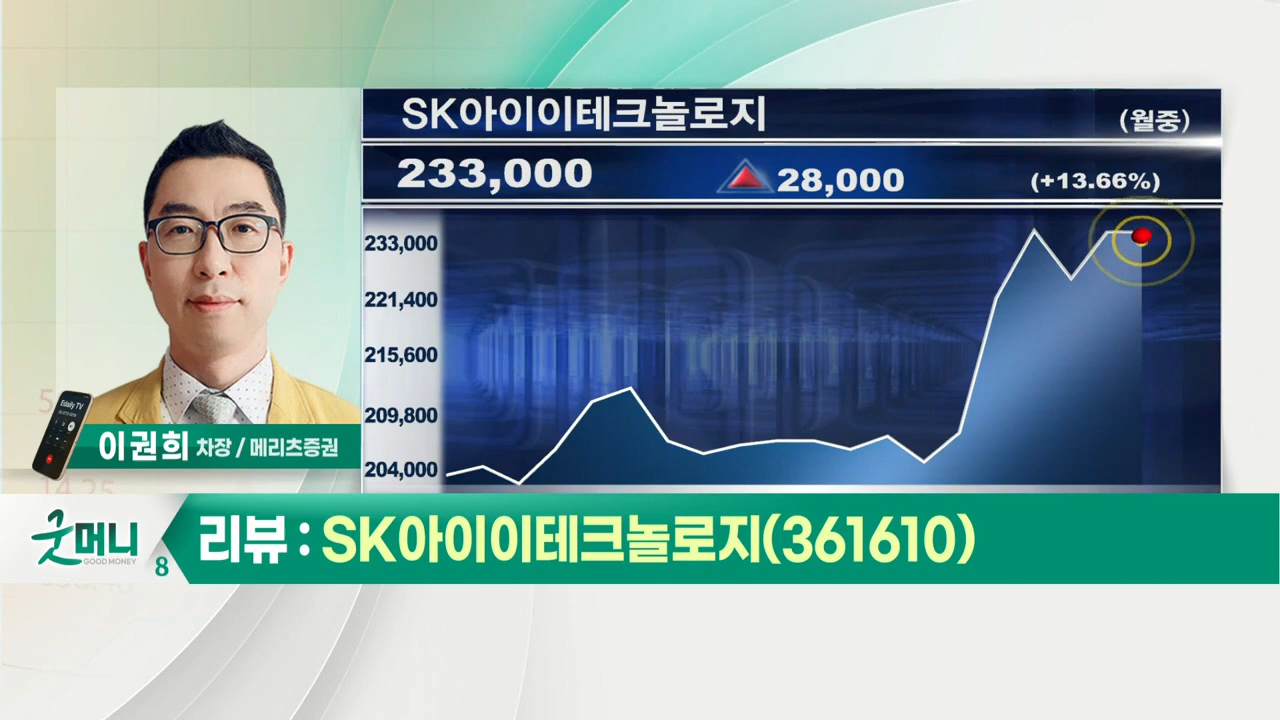 SK아이이테크놀로지
(월중)
233,000
28,000
(+13.66%)
233,000
221,400
215,600
209,800
204,000
Edaily TV
이권희 차장 / 메리츠증권
굿머니
GOOD MONEY
8
리뷰 : SK아이이테크놀로지(361610)